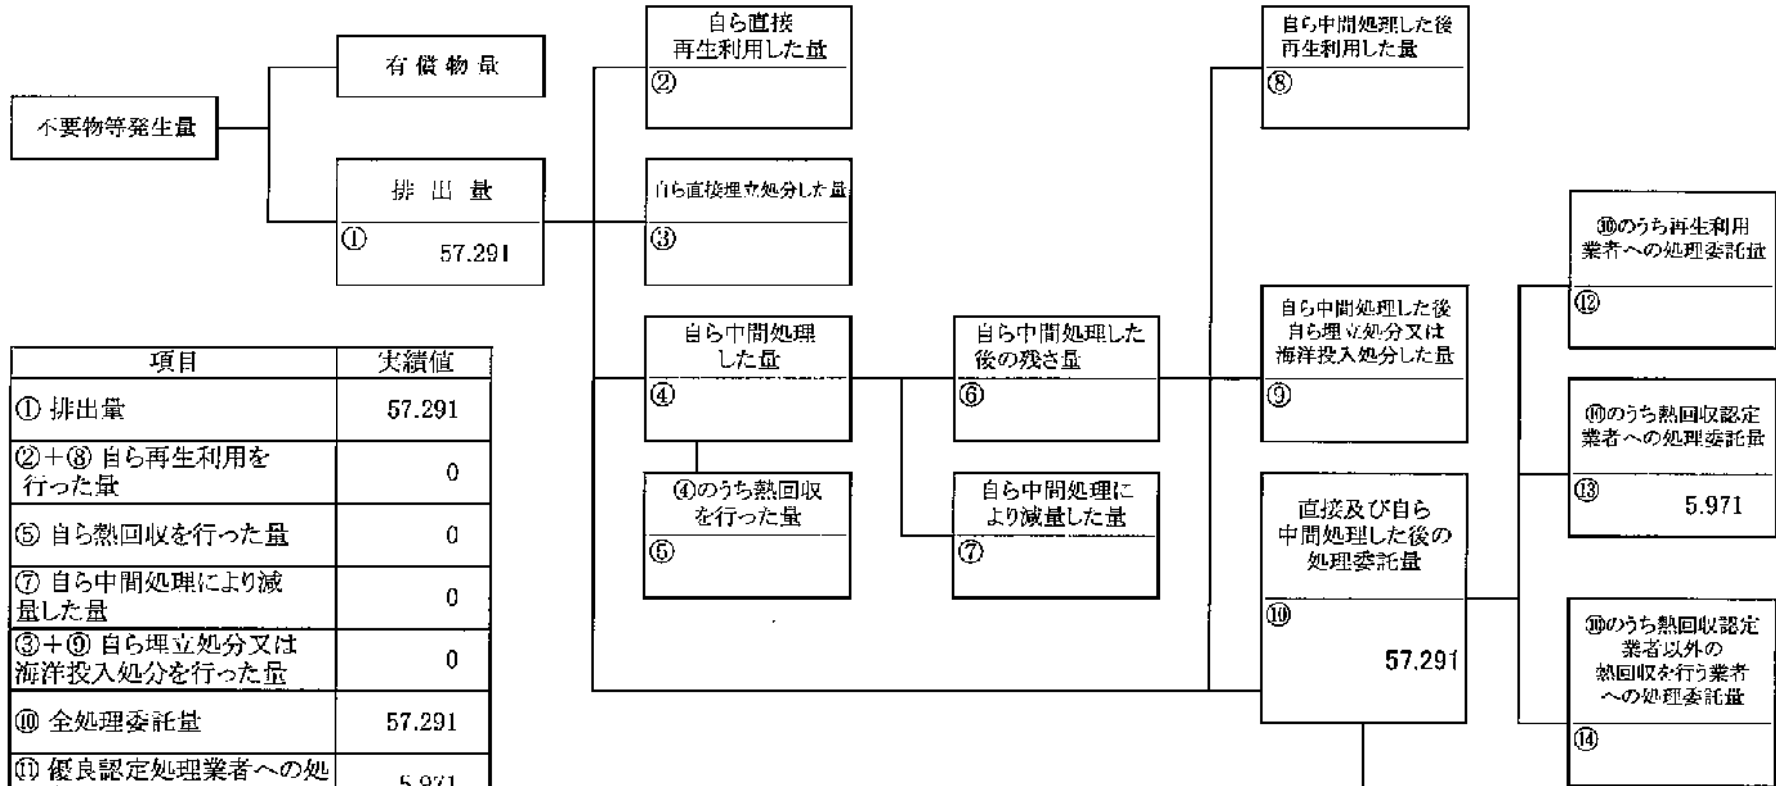 不要物等発生量
有償物量
排出量
①
57.291
自ら直接
再生利用した量
②
自ら直接埋立処分した量
③
自ら中間処理
した量
④
④のうち熱回収
を行った量
⑤
自ら中間処理した
後の残さ量
⑥
自ら中間処理に
より減量した量
⑦
自ら中間処理した後
再生利用した量
⑧
自ら中間処理した後
自ら埋立処分又は
海洋投入処分した量
⑨
直接及び自ら
中間処理した後の
処理委託量
⑩
57.291
⑩のうち再生利用
業者への処理委託量
⑫
⑩のうち熱回収認定
業者への処理委託量
⑬
5.971
⑩のうち熱回収認定
業者以外の
熱回収を行う業者
への処理委託量
⑭
項目 実績値
① 排出量 57.291
②+⑧ 自ら再生利用を
行った量 0
⑤ 自ら熱回収を行った量 0
⑦ 自ら中間処理により減
量した量 0
③+⑨ 自ら埋立処分又は
海洋投入処分を行った量 0
⑩ 全処理委託量 57.291
⑪ 優良認定処理業者への処
5.971